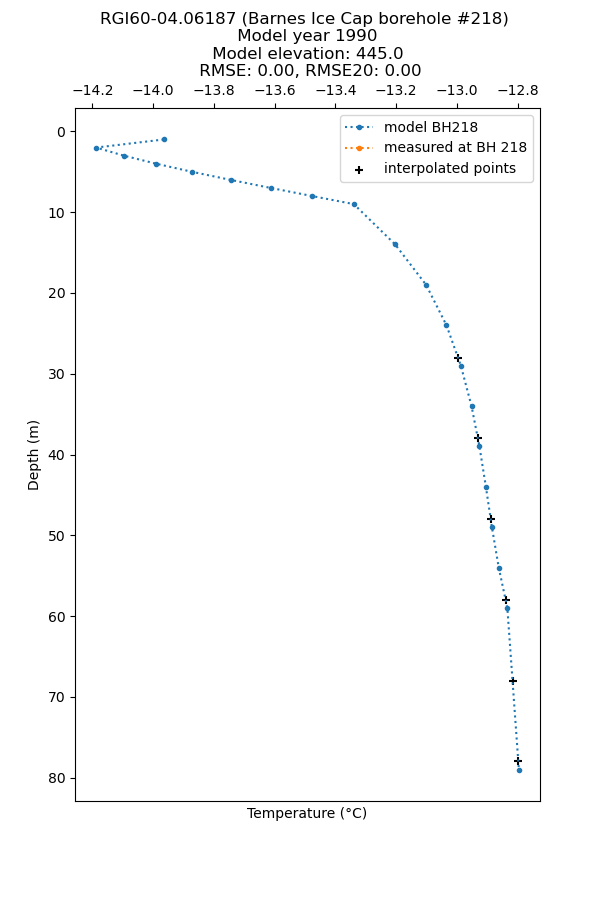 RGI60-04.06187 (Barnes Ice Cap borehole #218)
Model year 1990
Model elevation: 445.0
RMSE: 0.00, RMSE20: 0.00
−14.2 −14.0 −13.8 −13.6 −13.4 −13.2 −13.0 −12.8
model BH218
measured at BH 218
interpolated points
0
10
20
30
40
50
60
70
80
Depth (m)
Temperature (°C)